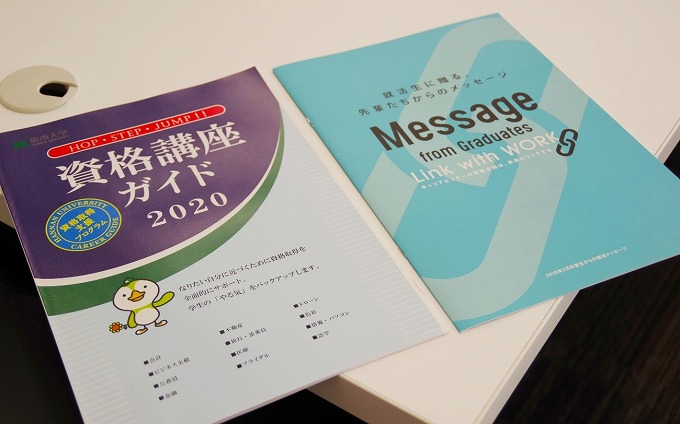 阪南大学
HOP・STEP・JUMP !!
資格講座
ガイド
2020
HANNAN UNIVERSITY
資格取得
支援
プログラム
CAREER GUIDE
なりたい自分に近づくために資格取得を
全面的にサポート。
学生の「やる気」をバックアップします。
■会計
■ビジネス全般
■公務員
■金融
■不動産
■旅行・添乗員
■医療
■ブライダル
■ドローン
■教養
■情報・パソコン
■語学
就活生に贈る、
先輩たちからのメッセージ
Message
from Graduates
Link with WORK